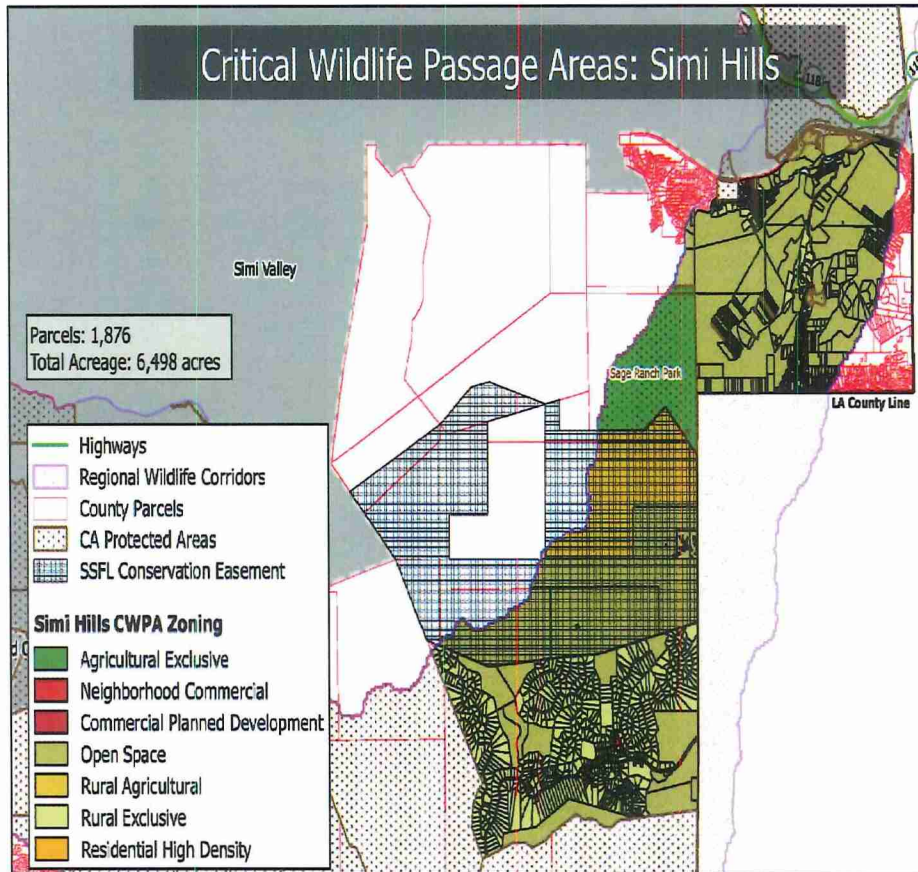 Critical Wildlife Passage Areas: Simi Hills
118
Simi Valley
Parcels: 1,876
Total Acreage: 6,498 acres
Sage Ranch Park
LA County Line
Highways
Regional Wildlife Corridors
County Parcels
CA Protected Areas
SSFL Conservation Easement
Simi Hills CWPA Zoning
Agricultural Exclusive
Neighborhood Commercial
Commercial Planned Development
Open Space
Rural Agricultural
Rural Exclusive
Residential High Density